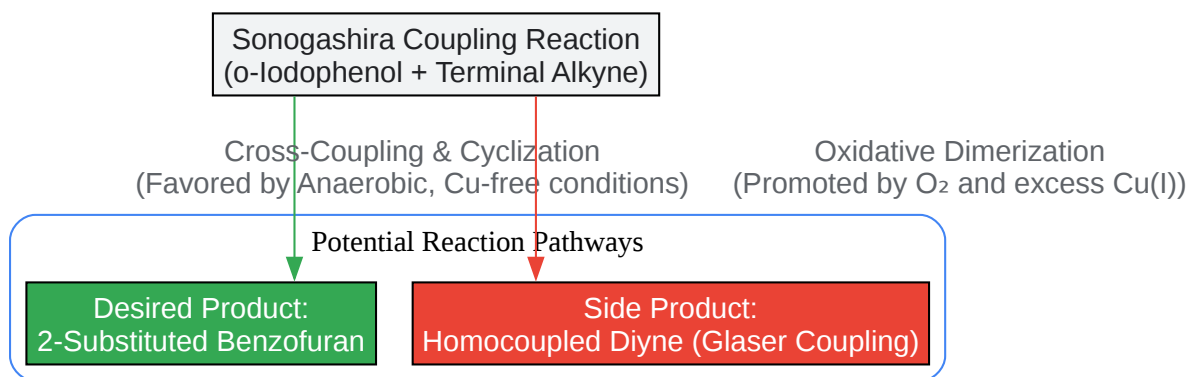 Sonogashira Coupling Reaction
(o-Iodophenol + Terminal Alkyne)
Cross-Coupling & Cyclization
(Favored by Anaerobic, Cu-free conditions)
Oxidative Dimerization
(Promoted by O₂ and excess Cu(I))
Potential Reaction Pathways
Desired Product:
2-Substituted Benzofuran
Side Product:
Homocoupled Diyne (Glaser Coupling)